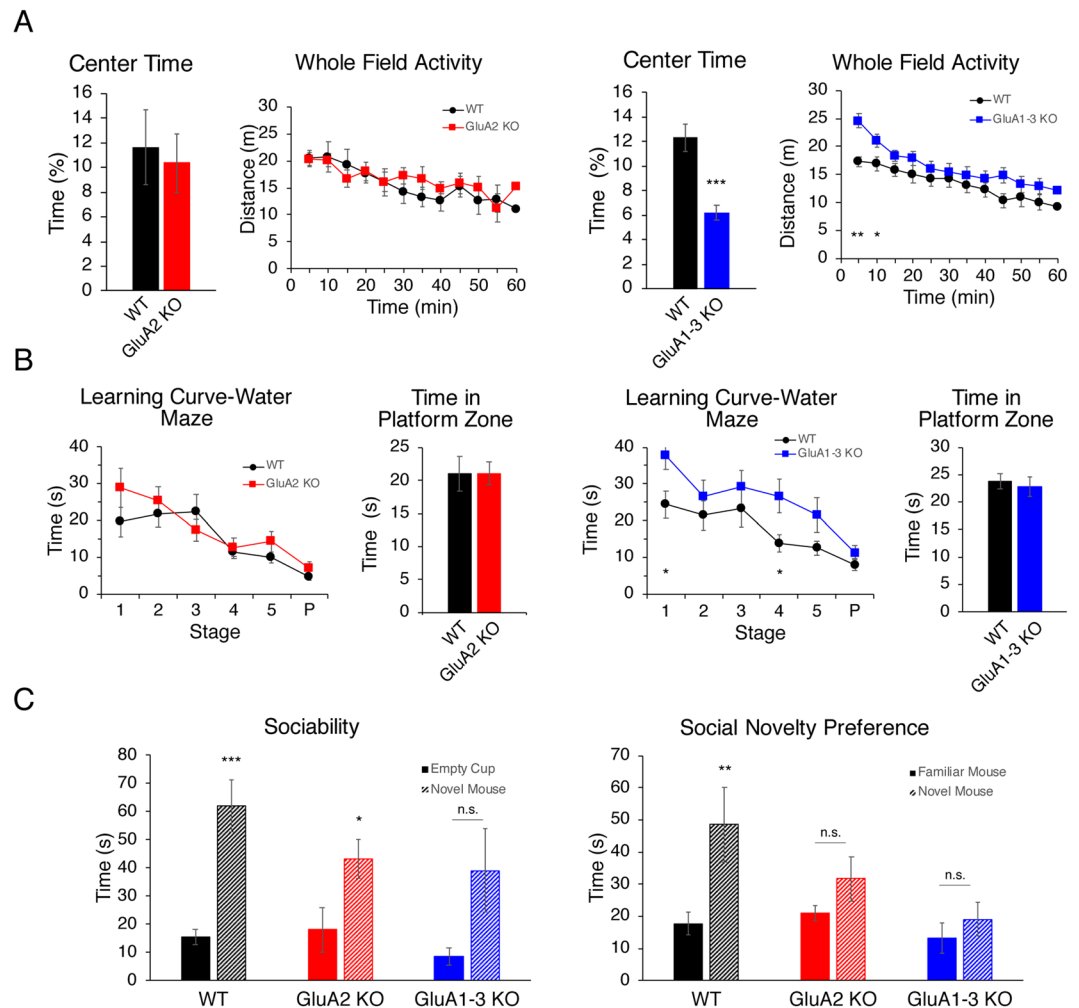 A
Center Time
Time (%)
16
14
12
10
8
6
4
2
0
WT
GluA2 KO
Whole Field Activity
Distance (m)
30
25
20
15
10
5
0
WT
GluA2 KO
0 10 20 30 40 50 60
Time (min)
Center Time
Time (%)
16
14
12
10
8
6
4
2
0
***
WT
GluA1-3 KO
Whole Field Activity
Distance (m)
30
25
20
15
10
5
0
WT
GluA1-3 KO
** *
0 10 20 30 40 50 60
Time (min)
B
Learning Curve-Water
Maze
Time (s)
40
30
20
10
0
WT
GluA2 KO
1 2 3 4 5 P
Stage
Time in
Platform Zone
Time (s)
25
20
15
10
5
0
WT
GluA2 KO
Learning Curve-Water
Maze
Time (s)
40
30
20
10
0
WT
GluA1-3 KO
* *
1 2 3 4 5 P
Stage
Time in
Platform Zone
Time (s)
30
25
20
15
10
5
0
WT
GluA1-3 KO
C
Sociability
Time (s)
80
70
60
50
40
30
20
10
0
Empty Cup
Novel Mouse
***
*
n.s.
WT GluA2 KO GluA1-3 KO
Social Novelty Preference
Time (s)
70
60
50
40
30
20
10
0
Familiar Mouse
Novel Mouse
**
n.s.
n.s.
WT GluA2 KO GluA1-3 KO